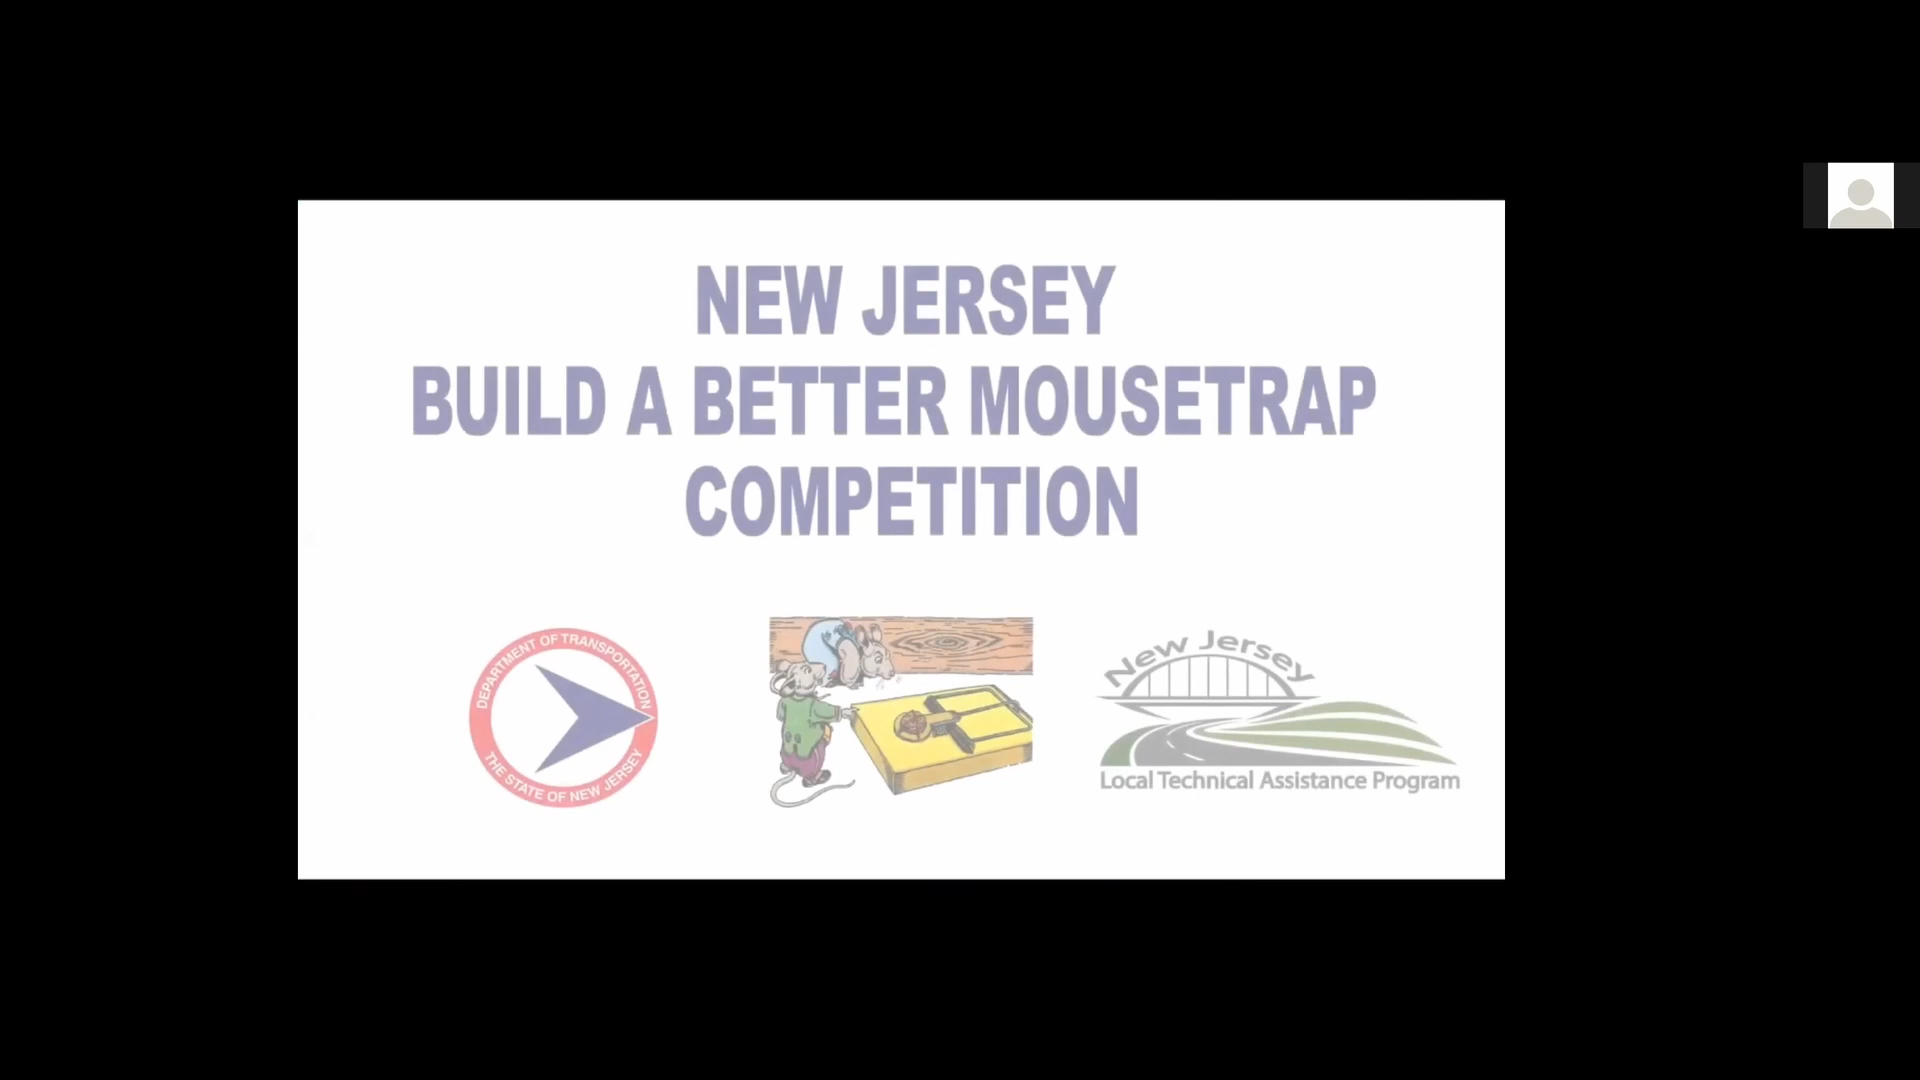 NEW JERSEY
BUILD A BETTER MOUSETRAP
COMPETITION
DEPARTMENT OF TRANSPORTATION
THE STATE OF NEW JERSEY
New Jersey
Local Technical Assistance Program